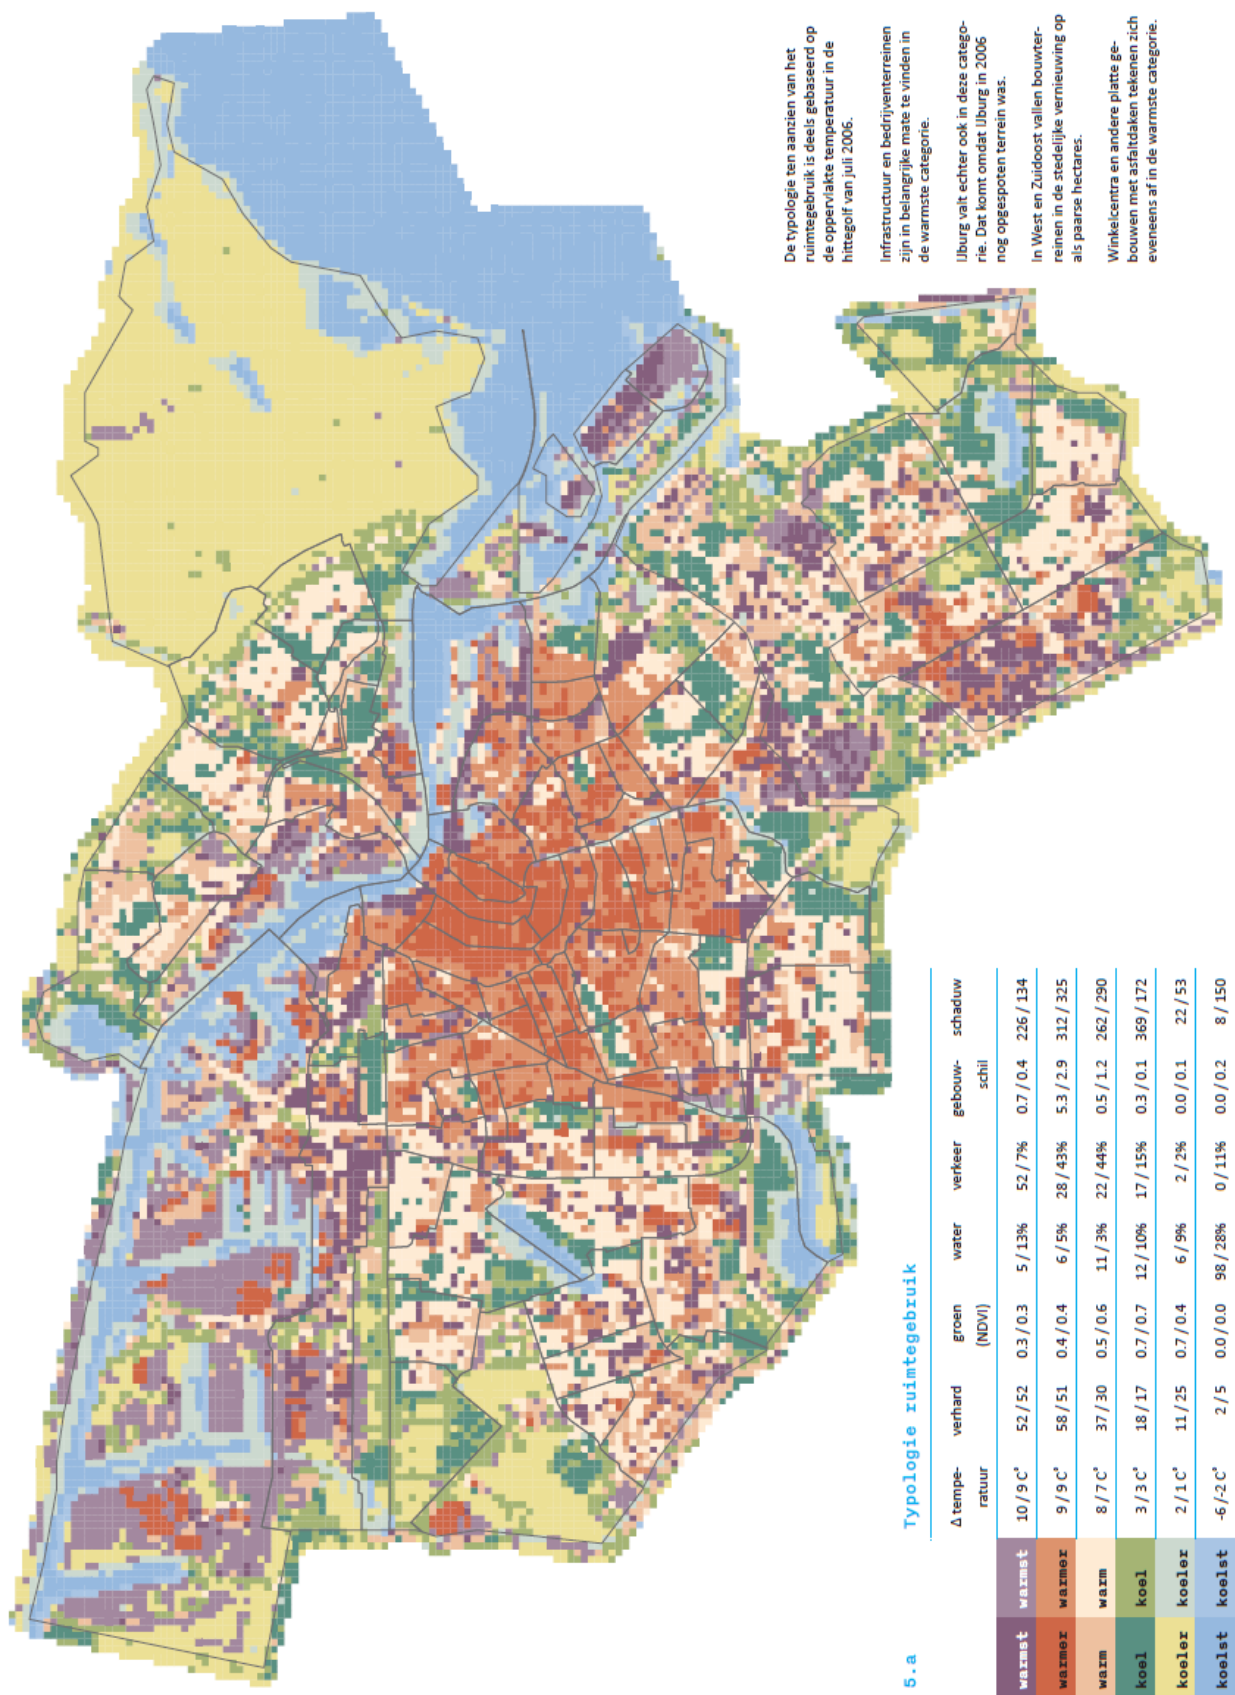 De typologie ten aanzien van het
ruimtegebruik is deels gebaseerd op
de oppervlakte temperatuur in de
hittegolf van juli 2006.
Infrastructuur en bedrijventerreinen
zijn in belangrijke mate te vinden in
de warmste categorie.
IJburg valt echter ook in deze catego-
rie. Dat komt omdat IJburg in 2006
nog opgespoten terrein was.
In West en Zuidoost vallen bouwter-
reinen in de stedelijke vernieuwing op
als paarse hectares.
Winkelcentra en andere platte ge-
bouwen met asfaltdaken tekenen zich
eveneens af in de warmste categorie.
5.a Typologie ruimtegebruik
Δ tempe- verhard groen water verkeer gebouw- schaduw
ratuur (NDVI) schil
warmst warmst 10 / 9 C° 52 / 52 0.3 / 0.3 5 / 13% 52 / 7% 0.7 / 0.4 226 / 134
warmer warmer 9 / 9 C° 58 / 51 0.4 / 0.4 6 / 5% 28 / 43% 5.3 / 2.9 312 / 325
warm warm 8 / 7 C° 37 / 30 0.5 / 0.6 11 / 3% 22 / 44% 0.5 / 1.2 262 / 290
koel koel 3 / 3 C° 18 / 17 0.7 / 0.7 12 / 10% 17 / 15% 0.3 / 0.1 369 / 172
koeler koeler 2 / 1 C° 11 / 25 0.7 / 0.4 6 / 9% 2 / 2% 0.0 / 0.1 22 / 53
koelst koelst -6 / -2 C° 2 / 5 0.0 / 0.0 98 / 28% 0 / 11% 0.0 / 0.2 8 / 150